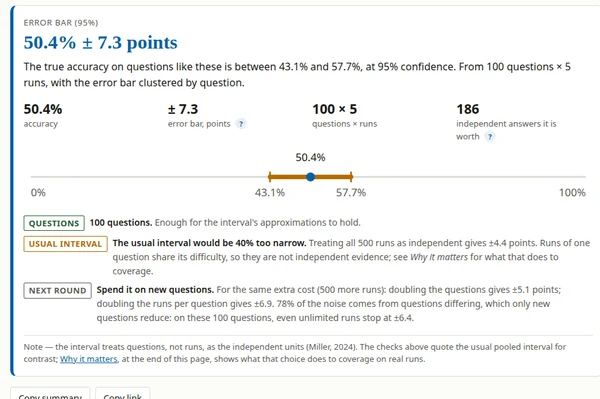 ERROR BAR (95%)
50.4% ± 7.3 points
The true accuracy on questions like these is between 43.1% and 57.7%, at 95% confidence. From 100 questions × 5
runs, with the error bar clustered by question.
50.4%
accuracy
± 7.3
error bar, points ?
100 × 5
questions × runs
186
independent answers it is
worth ?
50.4%
0%
43.1%
57.7%
100%
QUESTIONS 100 questions. Enough for the interval's approximations to hold.
USUAL INTERVAL The usual interval would be 40% too narrow. Treating all 500 runs as independent gives ±4.4 points. Runs of one
question share its difficulty, so they are not independent evidence; see Why it matters for what that does to
coverage.
NEXT ROUND Spend it on new questions. For the same extra cost (500 more runs): doubling the questions gives ±5.1 points;
doubling the runs per question gives ±6.9. 78% of the noise comes from questions differing, which only new
questions reduce: on these 100 questions, even unlimited runs stop at ±6.4.
Note — the interval treats questions, not runs, as the independent units (Miller, 2024). The checks above quote the usual pooled interval for
contrast; Why it matters, at the end of this page, shows what that choice does to coverage on real runs.
Copy summary
Copy link